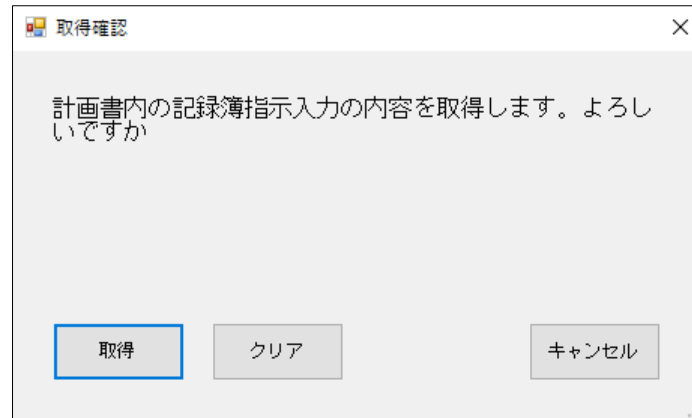 取得確認
計画書内の記録簿指示入力の内容を取得します。よろし
いですか
取得
クリア
キャンセル